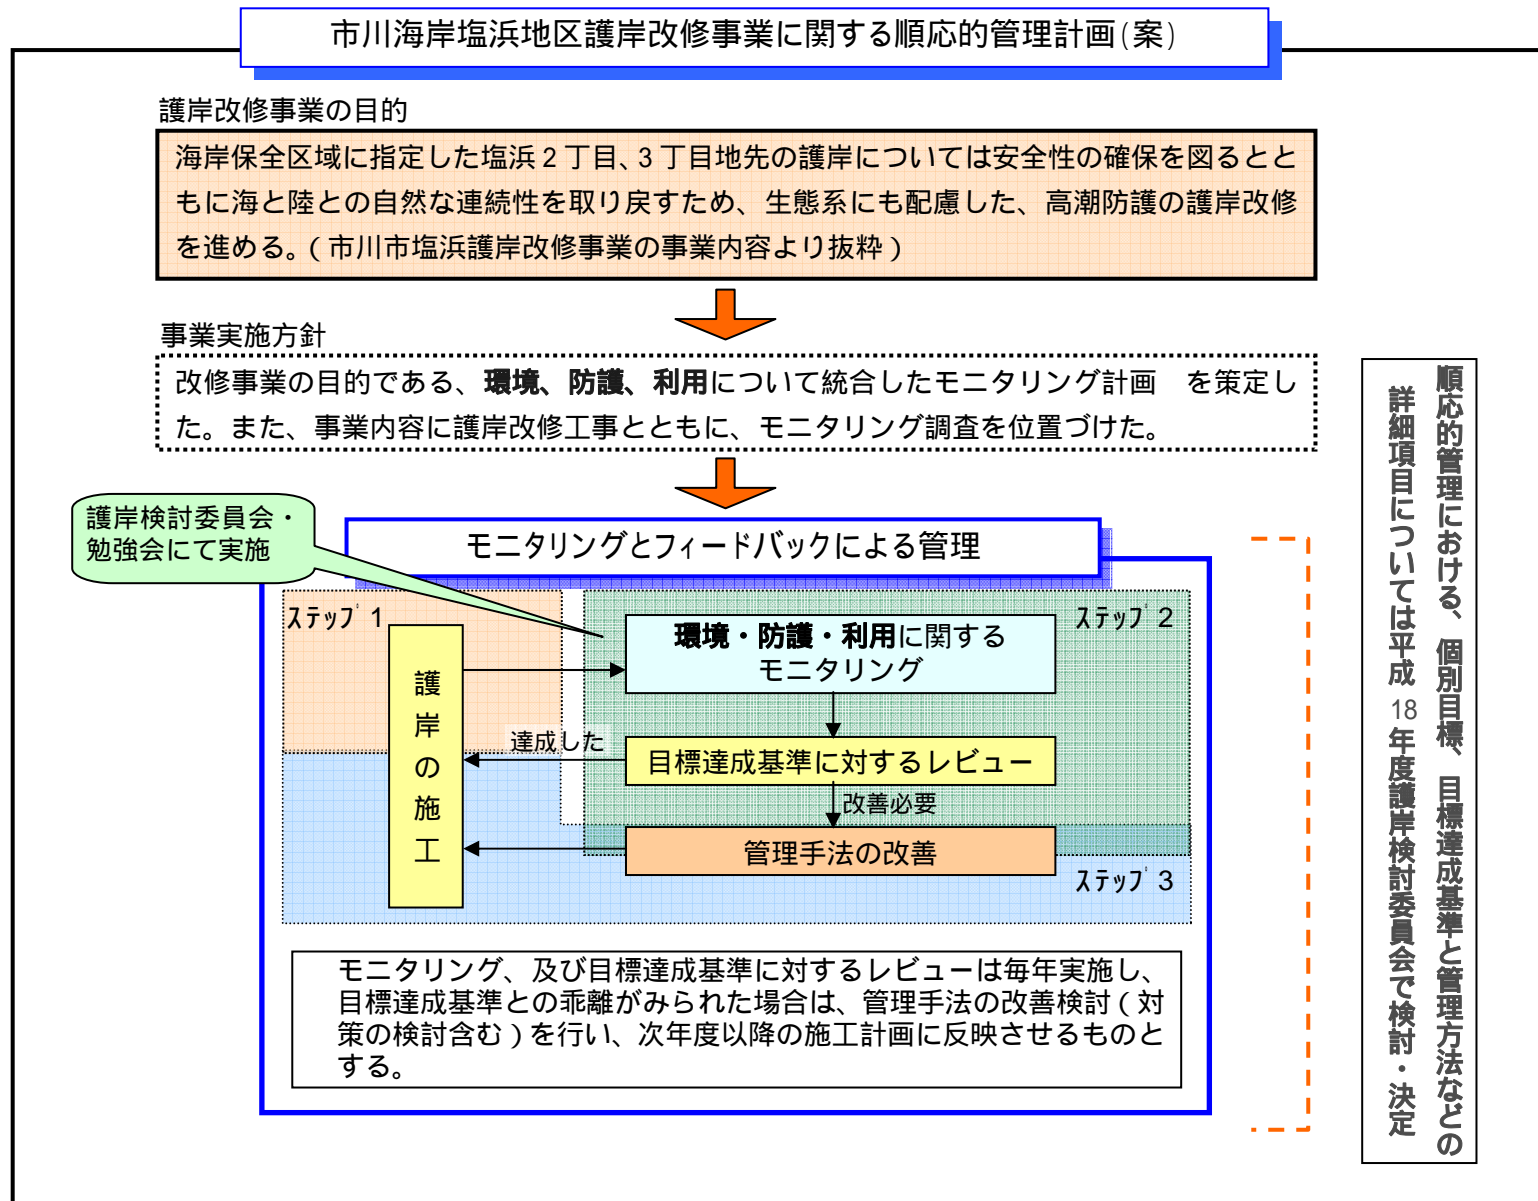 市川海岸塩浜地区護岸改修事業に関する順応的管理計画(案)
護岸改修事業の目的
海岸保全区域に指定した塩浜２丁目、３丁目地先の護岸については安全性の確保を図るとと
もに海と陸との自然な連続性を取り戻すため、生態系にも配慮した、高潮防護の護岸改修
を進める。（市川市塩浜護岸改修事業の事業内容より抜粋）
事業実施方針
改修事業の目的である、環境、防護、利用について統合したモニタリング計画　を策定し
た。また、事業内容に護岸改修工事とともに、モニタリング調査を位置づけた。
護岸検討委員会・
勉強会にて実施
モニタリングとフィードバックによる管理
ｽﾃｯﾌﾟ 1
護岸の施工
環境・防護・利用に関する
モニタリング
ｽﾃｯﾌﾟ 2
達成した
目標達成基準に対するレビュー
改善必要
管理手法の改善
ｽﾃｯﾌﾟ 3
モニタリング、及び目標達成基準に対するレビューは毎年実施し、
目標達成基準との乖離がみられた場合は、管理手法の改善検討（対
策の検討含む）を行い、次年度以降の施工計画に反映させるものと
する。
順応的管理における、個別目標、目標達成基準と管理方法などの
詳細項目については平成 18 年度護岸検討委員会で検討・決定